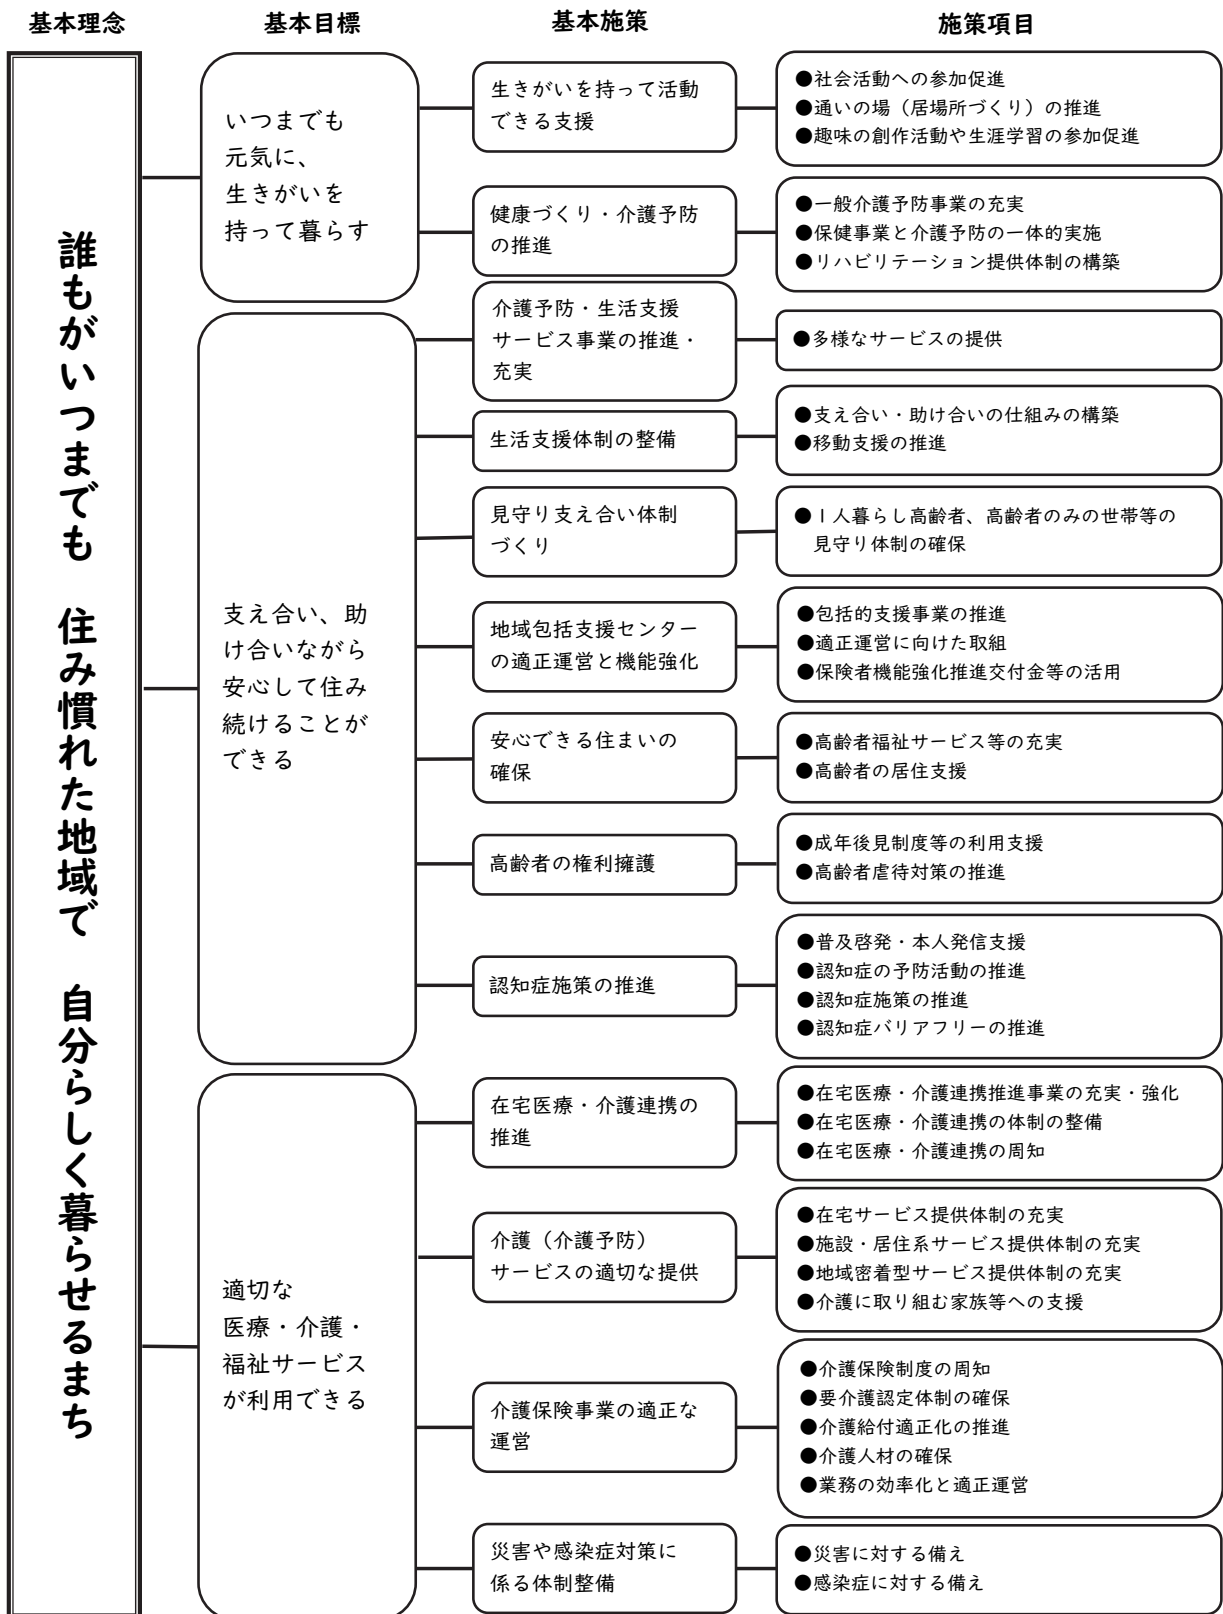 基本理念
基本目標
基本施策
施策項目
誰もがいつまでも 住み慣れた地域で 自分らしく暮らせるまち
いつまでも
元気に、
生きがいを
持って暮らす
生きがいを持って活動
できる支援
●社会活動への参加促進
●通いの場（居場所づくり）の推進
●趣味の創作活動や生涯学習の参加促進
健康づくり・介護予防
の推進
●一般介護予防事業の充実
●保健事業と介護予防の一体的実施
●リハビリテーション提供体制の構築
支え合い、助
け合いながら
安心して住み
続けることが
できる
介護予防・生活支援
サービス事業の推進・
充実
●多様なサービスの提供
生活支援体制の整備
●支え合い・助け合いの仕組みの構築
●移動支援の推進
見守り支え合い体制
づくり
●1人暮らし高齢者、高齢者のみの世帯等の
見守り体制の確保
地域包括支援センター
の適正運営と機能強化
●包括的支援事業の推進
●適正運営に向けた取組
●保険者機能強化推進交付金等の活用
安心できる住まいの
確保
●高齢者福祉サービス等の充実
●高齢者の居住支援
高齢者の権利擁護
●成年後見制度等の利用支援
●高齢者虐待対策の推進
認知症施策の推進
●普及啓発・本人発信支援
●認知症の予防活動の推進
●認知症施策の推進
●認知症バリアフリーの推進
適切な
医療・介護・
福祉サービス
が利用できる
在宅医療・介護連携の
推進
●在宅医療・介護連携推進事業の充実・強化
●在宅医療・介護連携の体制の整備
●在宅医療・介護連携の周知
介護（介護予防）
サービスの適切な提供
●在宅サービス提供体制の充実
●施設・居住系サービス提供体制の充実
●地域密着型サービス提供体制の充実
●介護に取り組む家族等への支援
介護保険事業の適正な
運営
●介護保険制度の周知
●要介護認定体制の確保
●介護給付適正化の推進
●介護人材の確保
●業務の効率化と適正運営
災害や感染症対策に
係る体制整備
●災害に対する備え
●感染症に対する備え